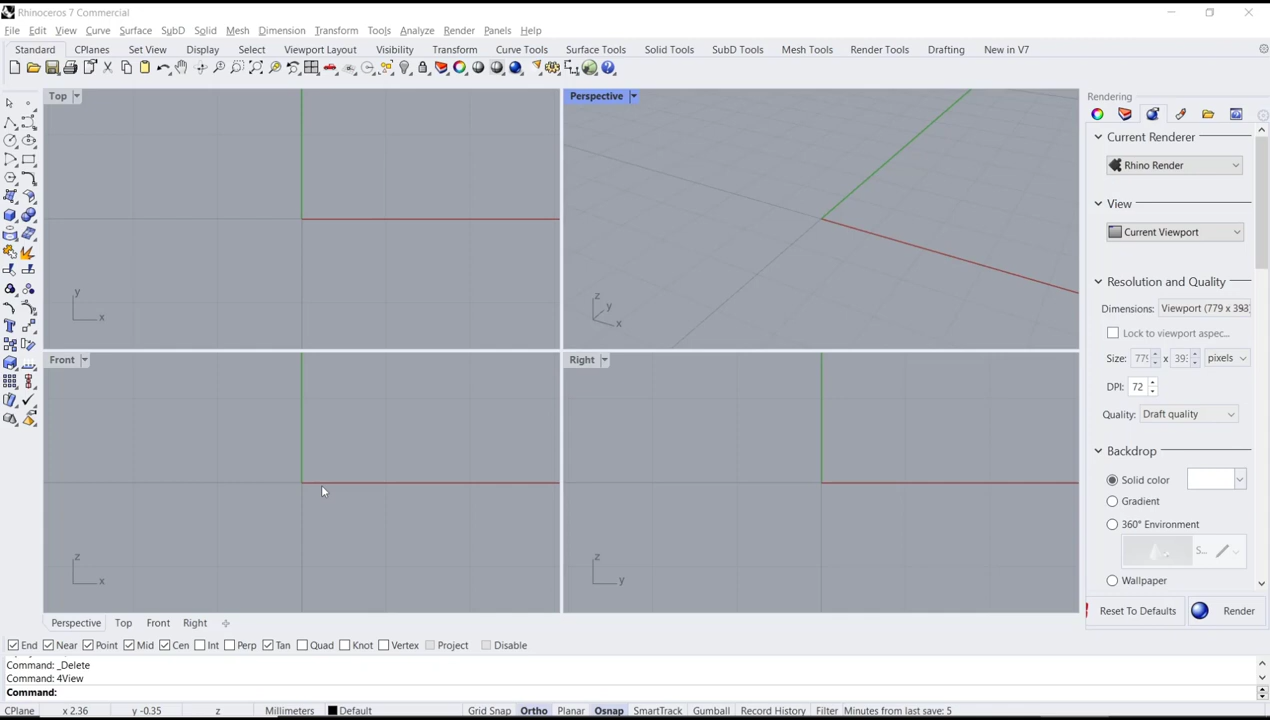 Rhinoceros 7 Commercial
File Edit View Curve Surface SubD Solid Mesh Dimension Transform Tools Analyze Render Panels Help
Standard CPlanes Set View Display Select Viewport Layout Visibility Transform Curve Tools Surface Tools Solid Tools SubD Tools Mesh Tools Render Tools Drafting New in V7
Top
y
x
Perspective
z
y
x
Front
z
x
Right
z
y
Rendering
Current Renderer
Rhino Render
View
Current Viewport
Resolution and Quality
Dimensions: Viewport (779 x 393)
Lock to viewport aspec...
Size: 779 x 393 pixels
DPI: 72
Quality: Draft quality
Backdrop
Solid color
Gradient
360° Environment
S...
Wallpaper
Reset To Defaults Render
Perspective Top Front Right
End Near Point Mid Cen Int Perp Tan Quad Knot Vertex Project Disable
Command: _Delete
Command: 4View
Command:
CPlane x 2.36 y -0.35 z Millimeters Default Grid Snap Ortho Planar Osnap SmartTrack Gumball Record History Filter Minutes from last save: 5